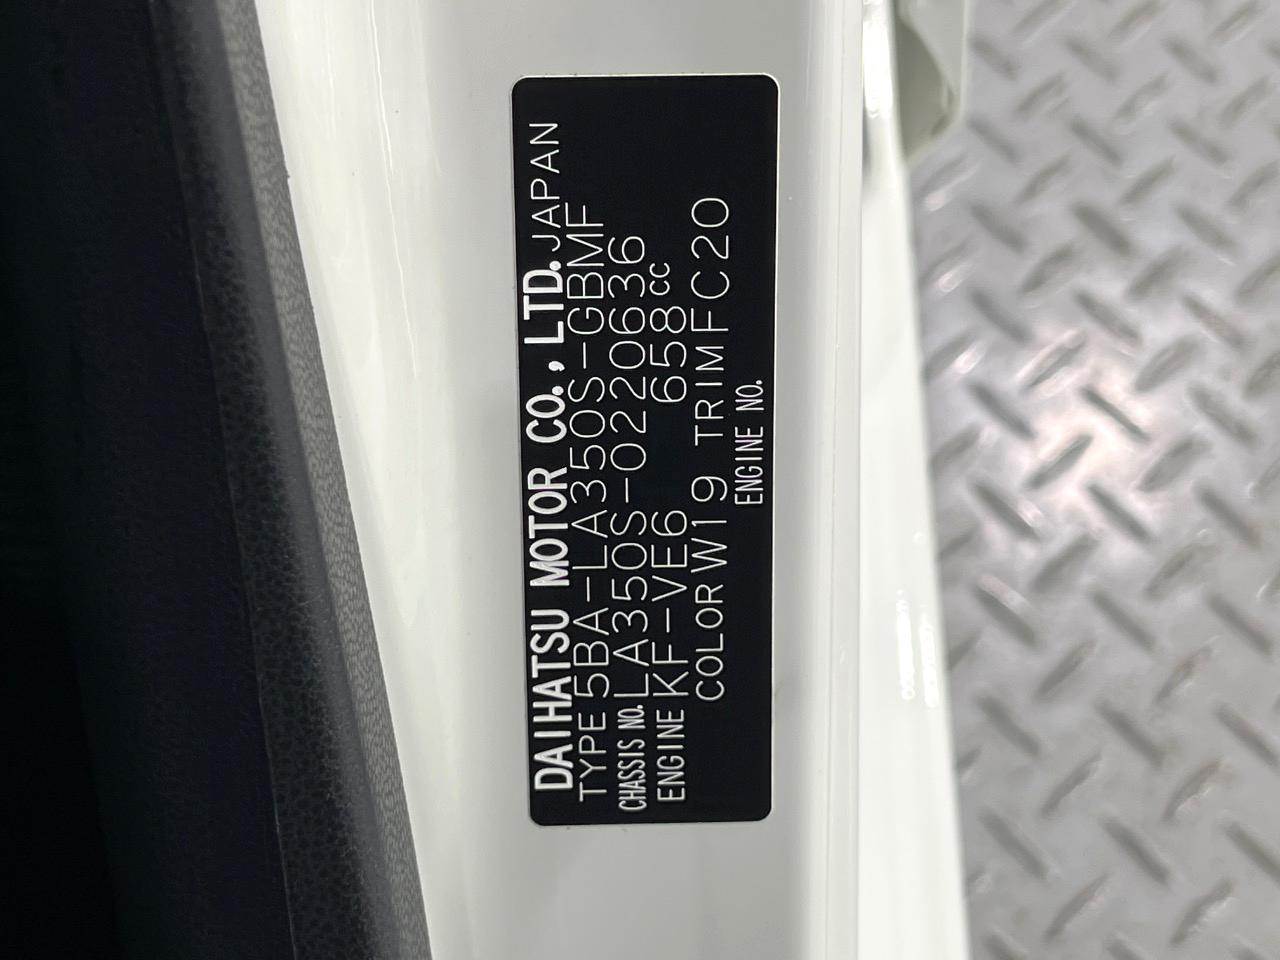 DAIHATSU MOTOR CO., LTD. JAPAN
TYPE 5BA-LA350S-GBMF
CHASSIS NO. LA350S-0220636
ENGINE KF-VE6 658cc
COLOR W19 TRIM FC20
ENGINE NO.